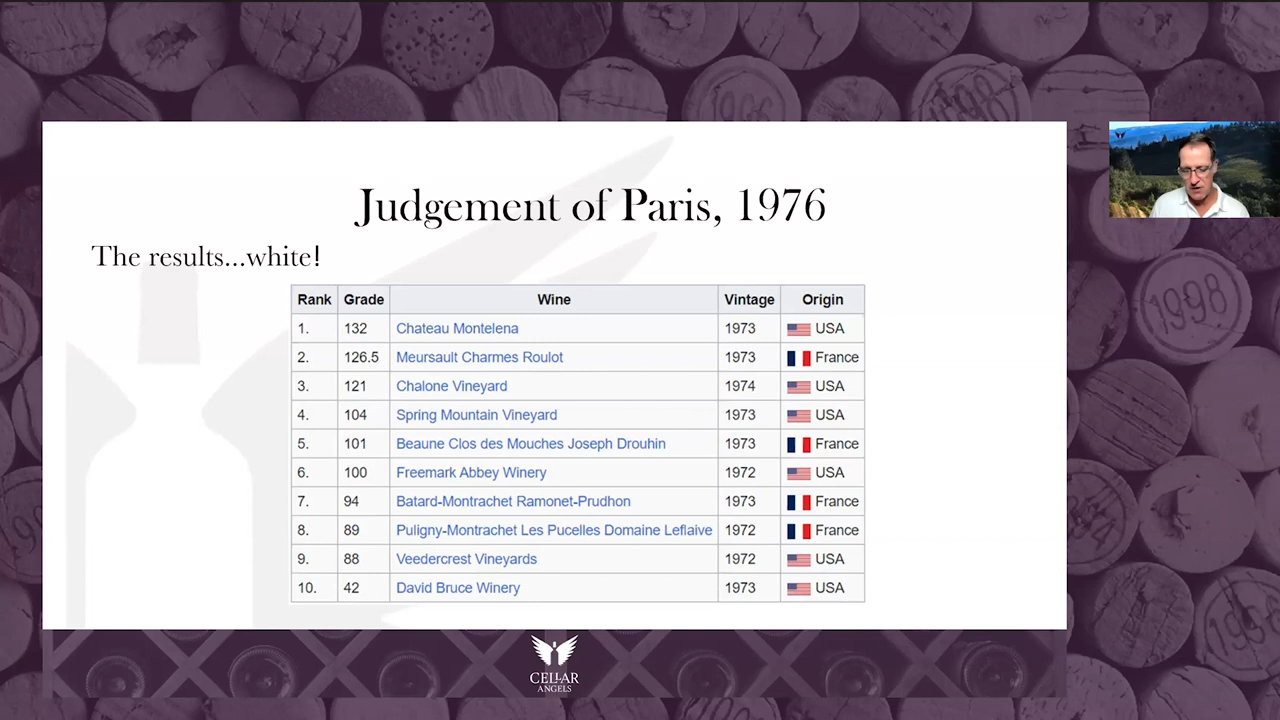 Judgement of Paris, 1976
The results...white!
Rank Grade Wine Vintage Origin
1. 132 Chateau Montelena 1973 USA
2. 126.5 Meursault Charmes Roulot 1973 France
3. 121 Chalone Vineyard 1974 USA
4. 104 Spring Mountain Vineyard 1973 USA
5. 101 Beaune Clos des Mouches Joseph Drouhin 1973 France
6. 100 Freemark Abbey Winery 1972 USA
7. 94 Batard-Montrachet Ramonet-Prudhon 1973 France
8. 89 Puligny-Montrachet Les Pucelles Domaine Leflaive 1972 France
9. 88 Veedercrest Vineyards 1972 USA
10. 42 David Bruce Winery 1973 USA
CELLAR
ANGELS
1998
1998